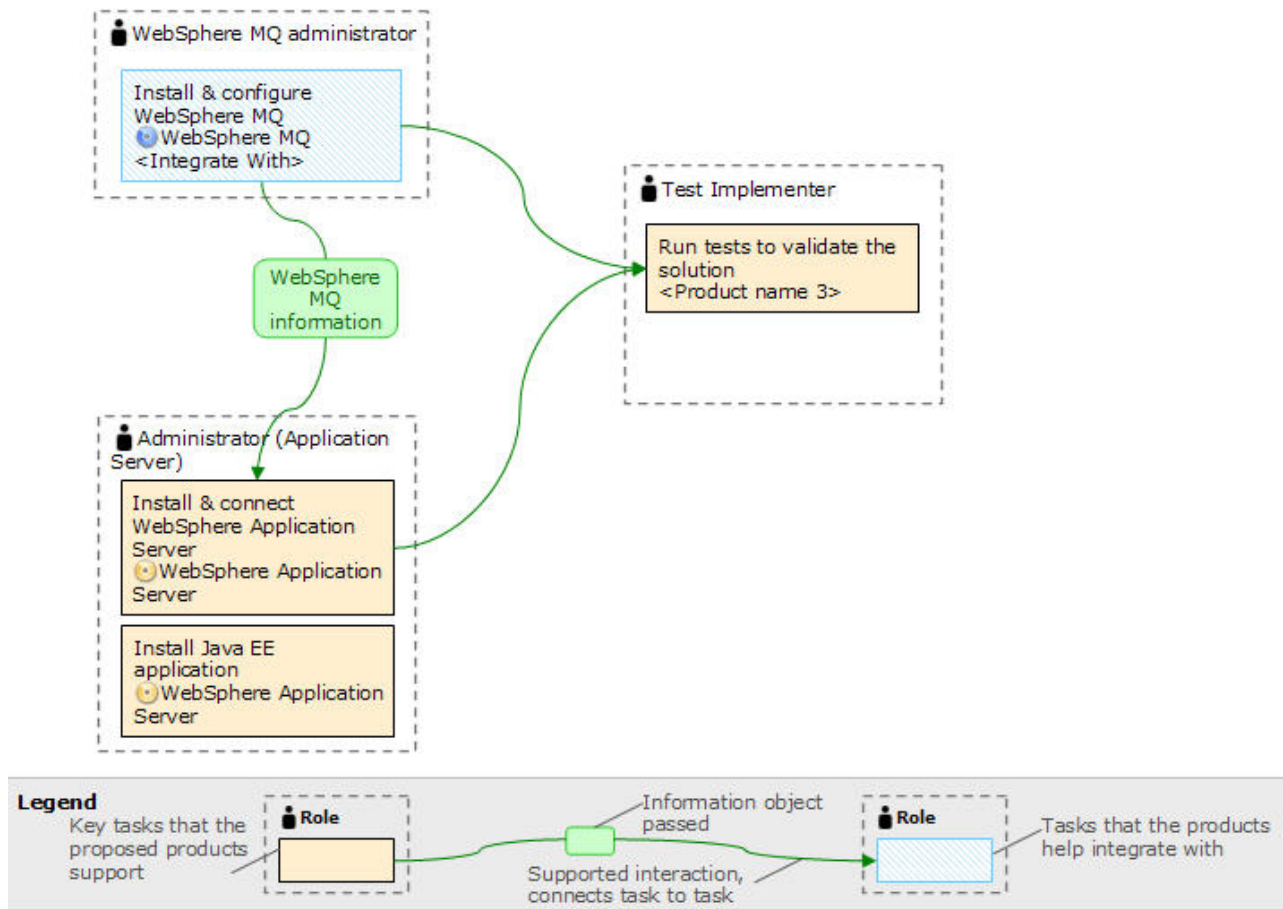 WebSphere MQ administrator
Install & configure
WebSphere MQ
WebSphere MQ
<Integrate With>
Test Implementer
Run tests to validate the
solution
<Product name 3>
WebSphere
MQ
information
Administrator (Application
Server)
Install & connect
WebSphere Application
Server
WebSphere Application
Server
Install Java EE
application
WebSphere Application
Server
Legend
Key tasks that the
proposed products
support
Role
Information object
passed
Supported interaction,
connects task to task
Role
Tasks that the products
help integrate with